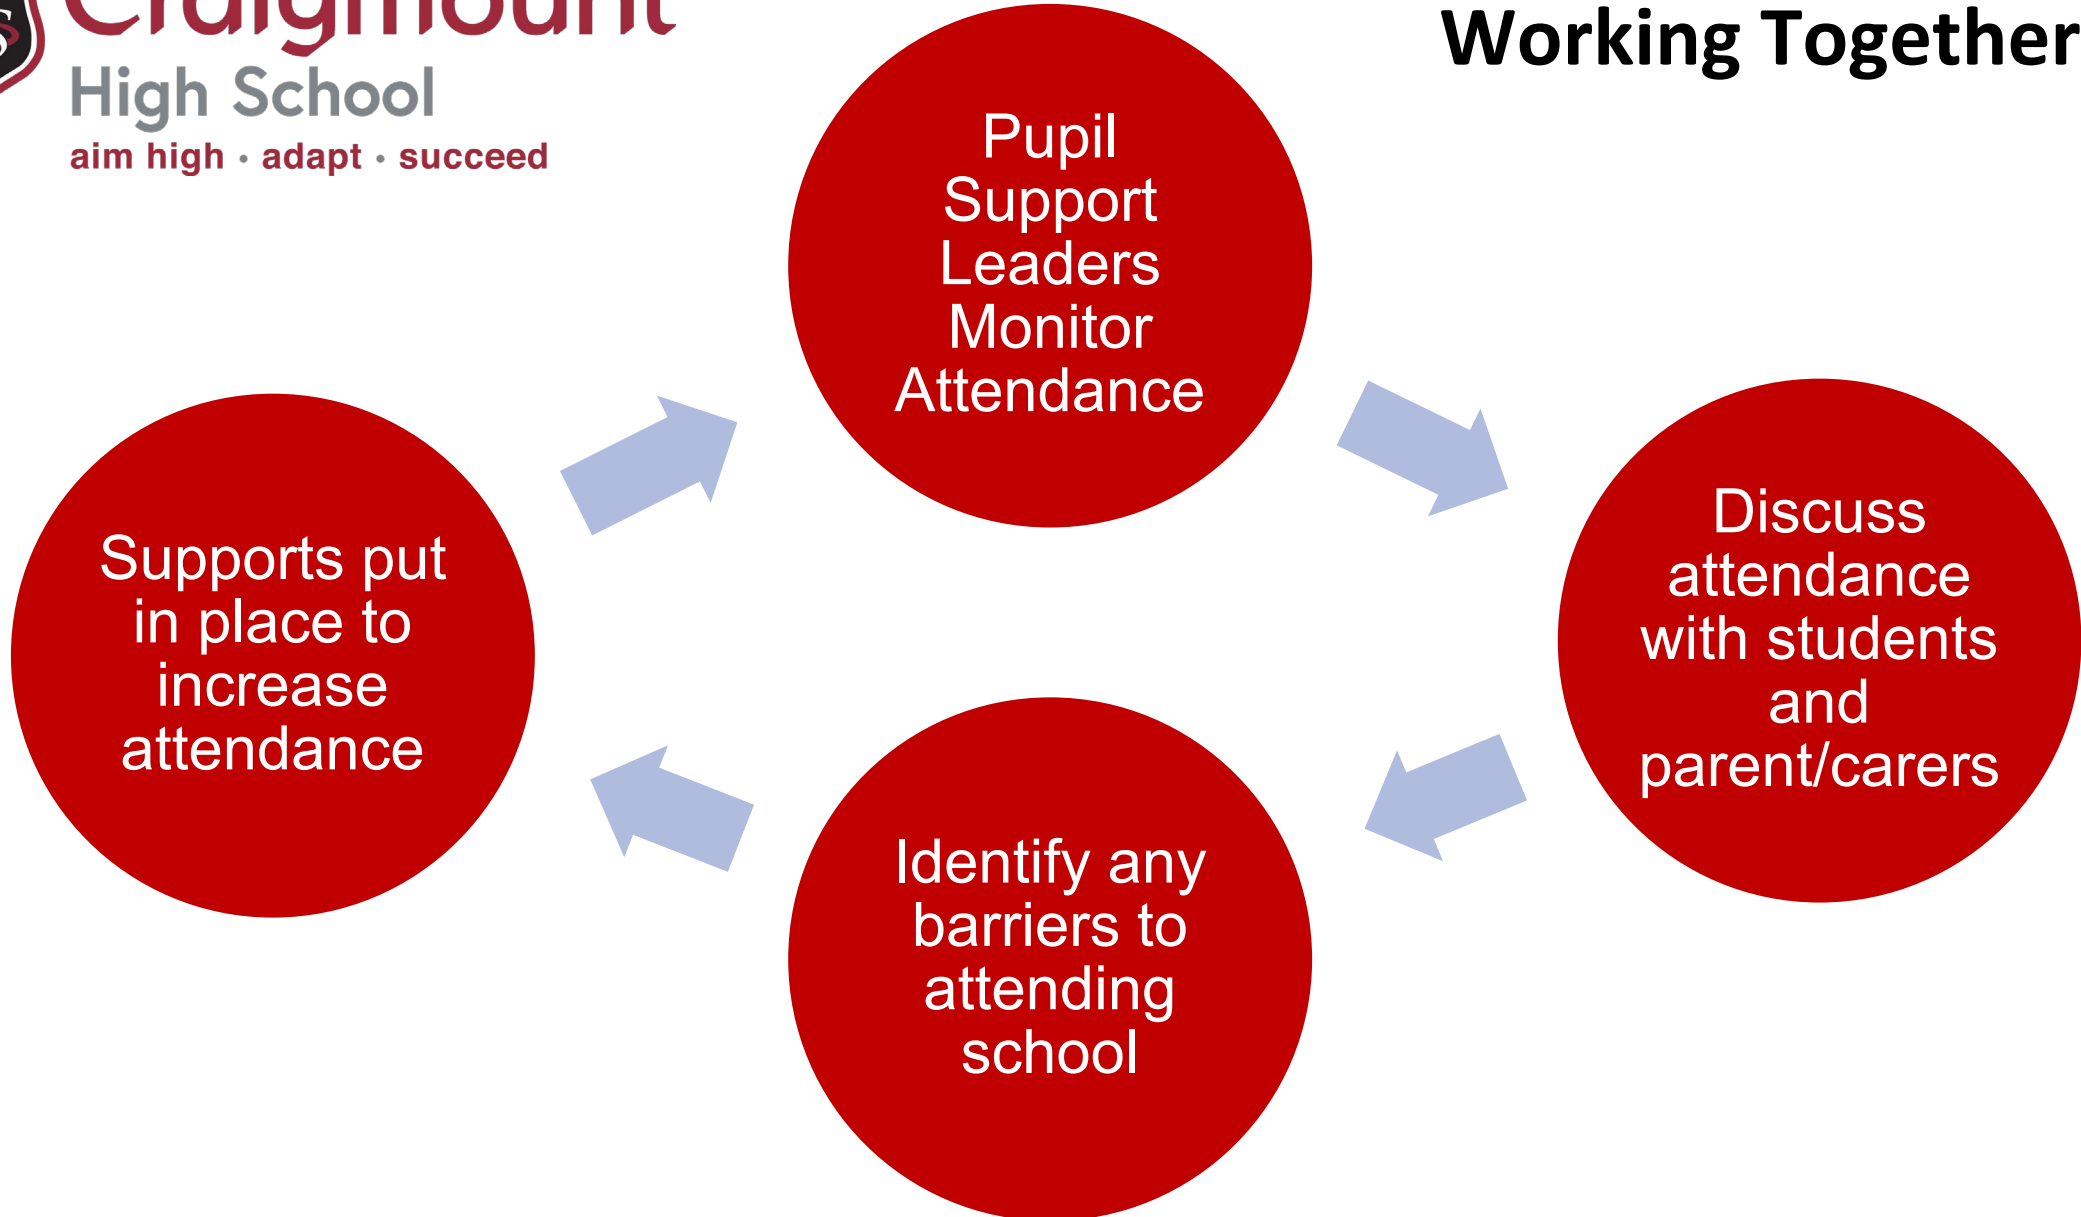 Craigmount
High School
aim high · adapt · succeed
Working Together
Pupil
Support
Leaders
Monitor
Attendance
Discuss
attendance
with students
and
parent/carers
Identify any
barriers to
attending
school
Supports put
in place to
increase
attendance